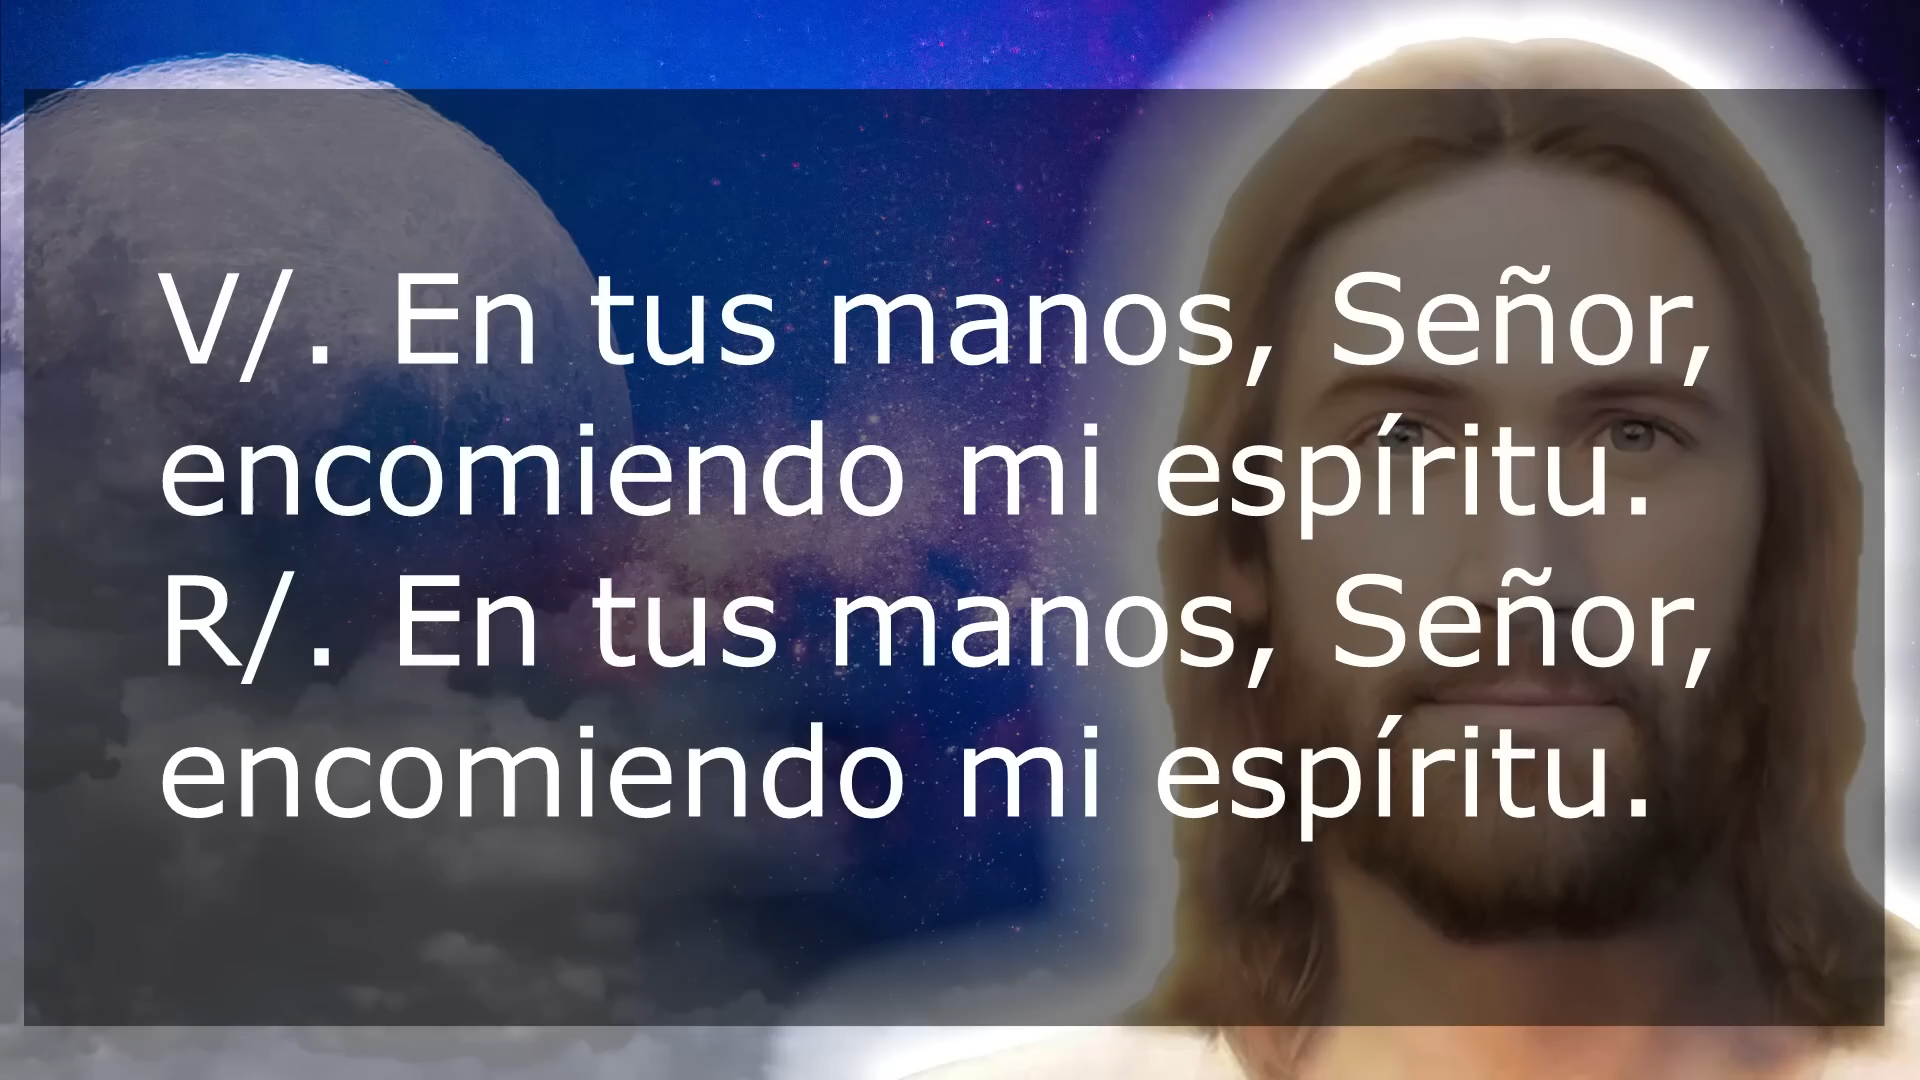 V/. En tus manos, Señor,
encomiendo mi espíritu.
R/. En tus manos, Señor,
encomiendo mi espíritu.